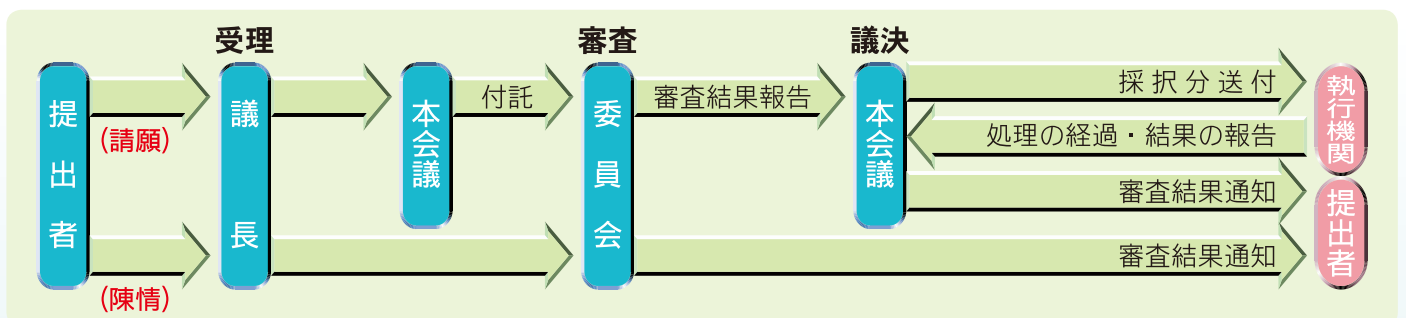 受理
審査
議決
提出者
(請願)
(陳情)
議長
本会議
付託
委員会
審査結果報告
本会議
採択分送付
処理の経過・結果の報告
審査結果通知
審査結果通知
執行機関
提出者